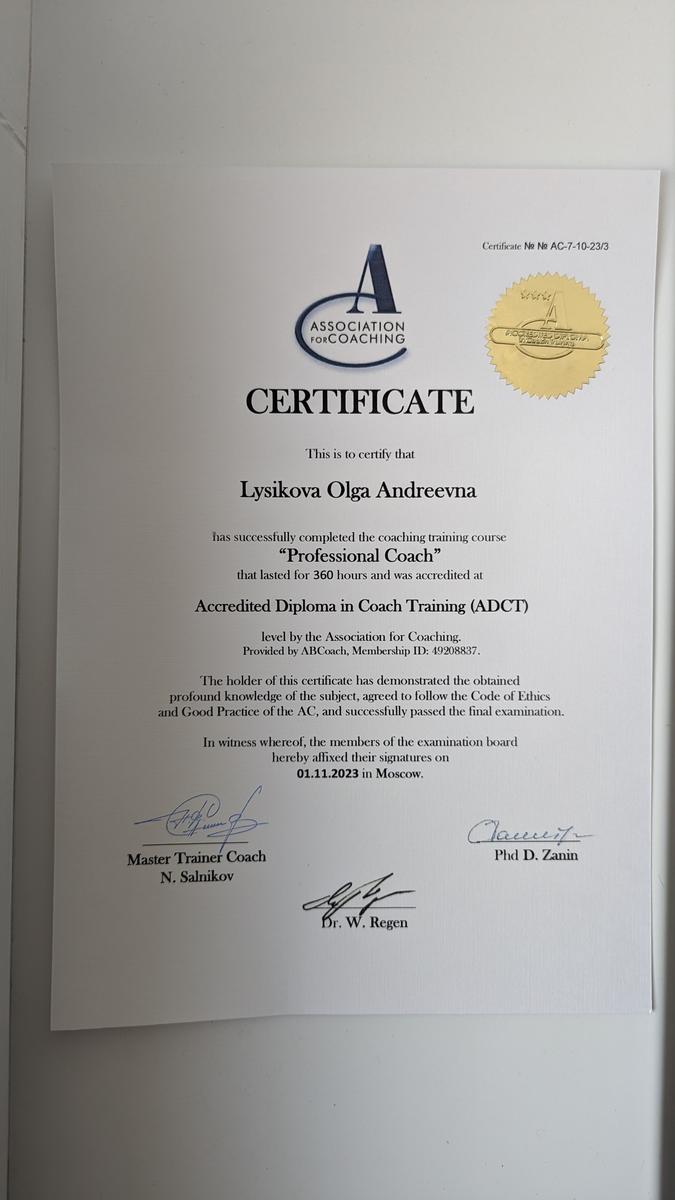 Certificate № № AC-7-10-23/3
A
ASSOCIATION
FOR COACHING
CERTIFICATE
This is to certify that
Lysikova Olga Andreevna
has successfully completed the coaching training course
“Professional Coach”
that lasted for 360 hours and was accredited at
Accredited Diploma in Coach Training (ADCT)
level by the Association for Coaching.
Provided by ABCoach, Membership ID: 49208837.
The holder of this certificate has demonstrated the obtained
profound knowledge of the subject, agreed to follow the Code of Ethics
and Good Practice of the AC, and successfully passed the final examination.
In witness whereof, the members of the examination board
hereby affixed their signatures on
01.11.2023 in Moscow.
Master Trainer Coach
N. Salnikov
Phd D. Zanin
Dr. W. Regen